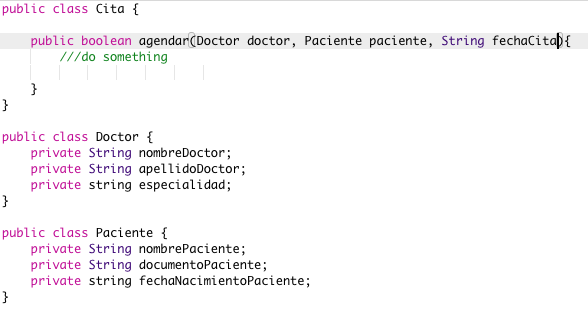 public class Cita {
public boolean agendar(Doctor doctor, Paciente paciente, String fechaCita){
///do something
}
}
public class Doctor {
private String nombreDoctor;
private String apellidoDoctor;
private string especialidad;
}
public class Paciente {
private String nombrePaciente;
private String documentoPaciente;
private string fechaNacimientoPaciente;
}